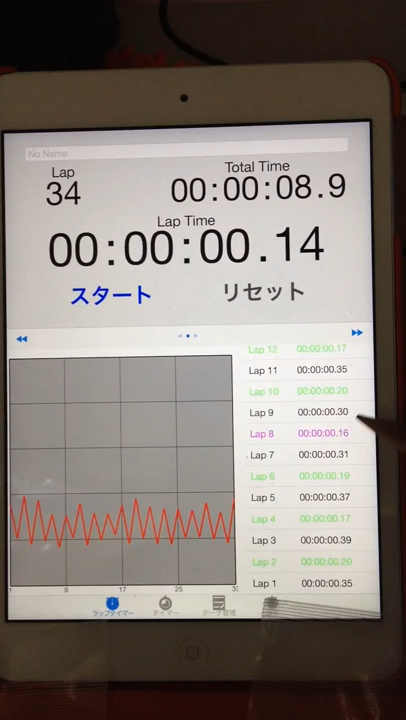 No Name
Lap
34
Total Time
00:00:08.9
Lap Time
00:00:00.14
スタート
リセット
Lap 12 00:00:00.17
Lap 11 00:00:00.35
Lap 10 00:00:00.20
Lap 9 00:00:00.30
Lap 8 00:00:00.16
Lap 7 00:00:00.31
Lap 6 00:00:00.19
Lap 5 00:00:00.37
Lap 4 00:00:00.17
Lap 3 00:00:00.39
Lap 2 00:00:00.20
Lap 1 00:00:00.35
1 9 17 25 33
ラップタイマー タイマー データ管理